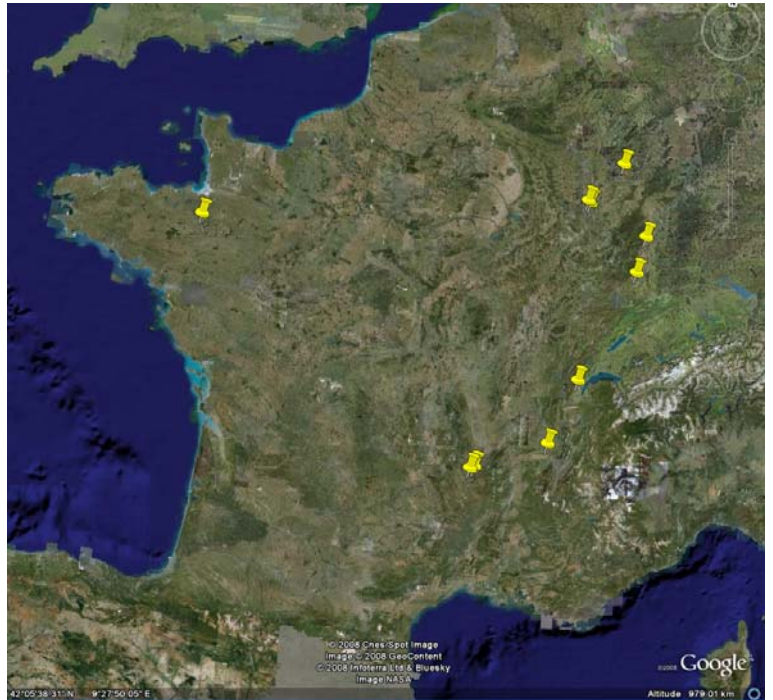 © 2008 Cnes/Spot Image
Image © 2008 GeoContent
© 2008 Infoterra Ltd & Bluesky
Image NASA
©2008 Google
42°05'38.31" N 9°27'50.05" E
Altitude 979.01 km